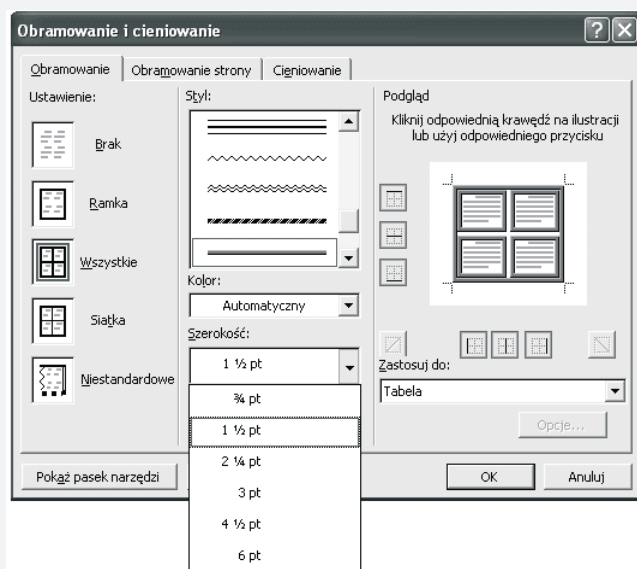 Obramowanie i cieniowanie
Obramowanie
Obramowanie strony
Cieniowanie
Ustawienie:
Brak
Ramka
Wszystkie
Siatka
Niestandardowe
Styl:
Kolor:
Automatyczny
Szerokość:
1 ½ pt
¾ pt
1 ½ pt
2 ¼ pt
3 pt
4 ½ pt
6 pt
Podgląd
Kliknij odpowiednią krawędź na ilustracji
lub użyj odpowiedniego przycisku
Zastosuj do:
Tabela
Opcje...
Pokaż pasek narzędzi
OK
Anuluj